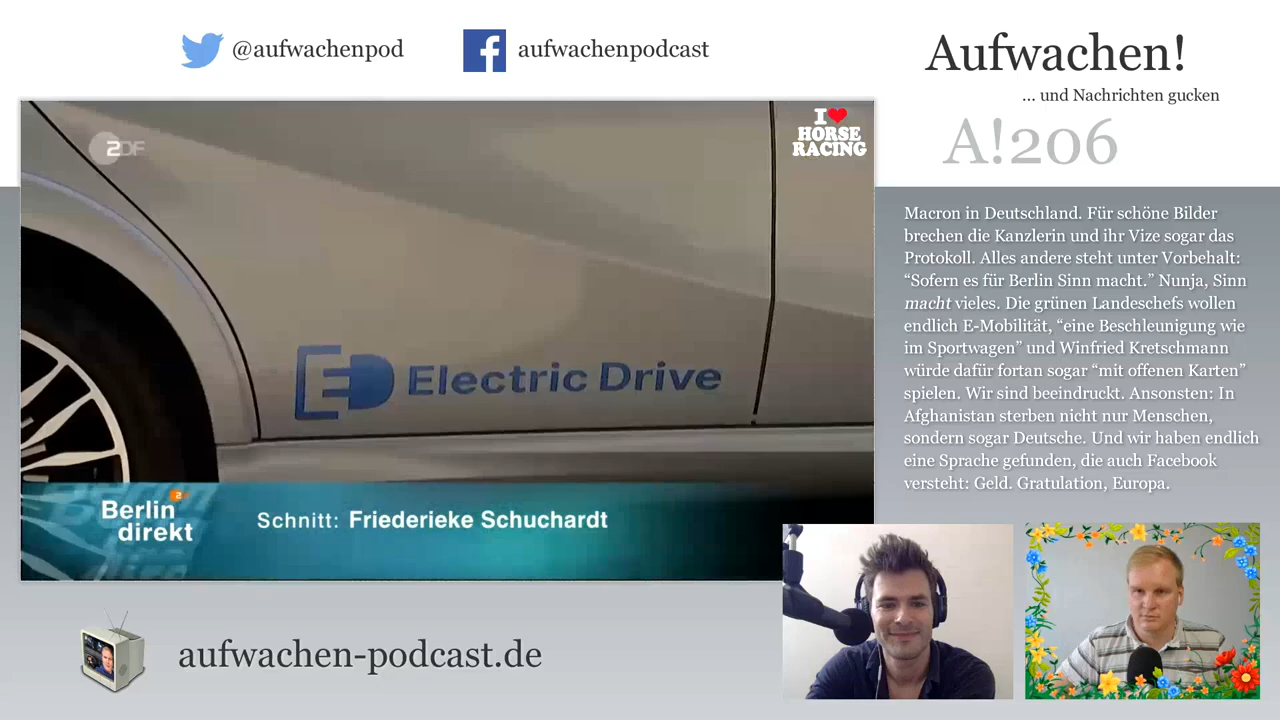 @aufwachenpod
aufwachenpodcast
Aufwachen!
... und Nachrichten gucken
A!206
ZDF
I
HORSE
RACING
Electric Drive
Berlin
direkt
Schnitt: Friederieke Schuchardt
Macron in Deutschland. Für schöne Bilder
brechen die Kanzlerin und ihr Vize sogar das
Protokoll. Alles andere steht unter Vorbehalt:
“Sofern es für Berlin Sinn macht.” Nunja, Sinn
macht vieles. Die grünen Landeschefs wollen
endlich E-Mobilität, “eine Beschleunigung wie
im Sportwagen” und Winfried Kretschmann
würde dafür fortan sogar “mit offenen Karten”
spielen. Wir sind beeindruckt. Ansonsten: In
Afghanistan sterben nicht nur Menschen,
sondern sogar Deutsche. Und wir haben endlich
eine Sprache gefunden, die auch Facebook
versteht: Geld. Gratulation, Europa.
aufwachen-podcast.de